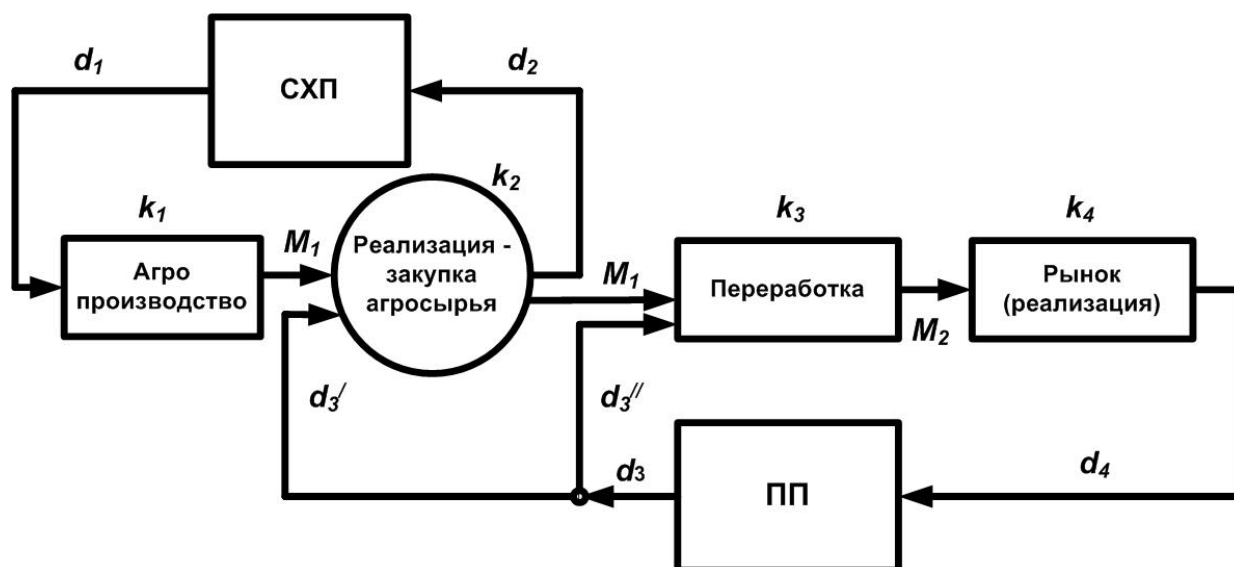 d₁
СХП
d₂
k₁
k₂
k₃
k₄
Агро
производство
M₁
Реализация -
закупка
агросырья
M₁
Переработка
M₂
Рынок
(реализация)
d₃/
d₃//
d₃
ПП
d₄